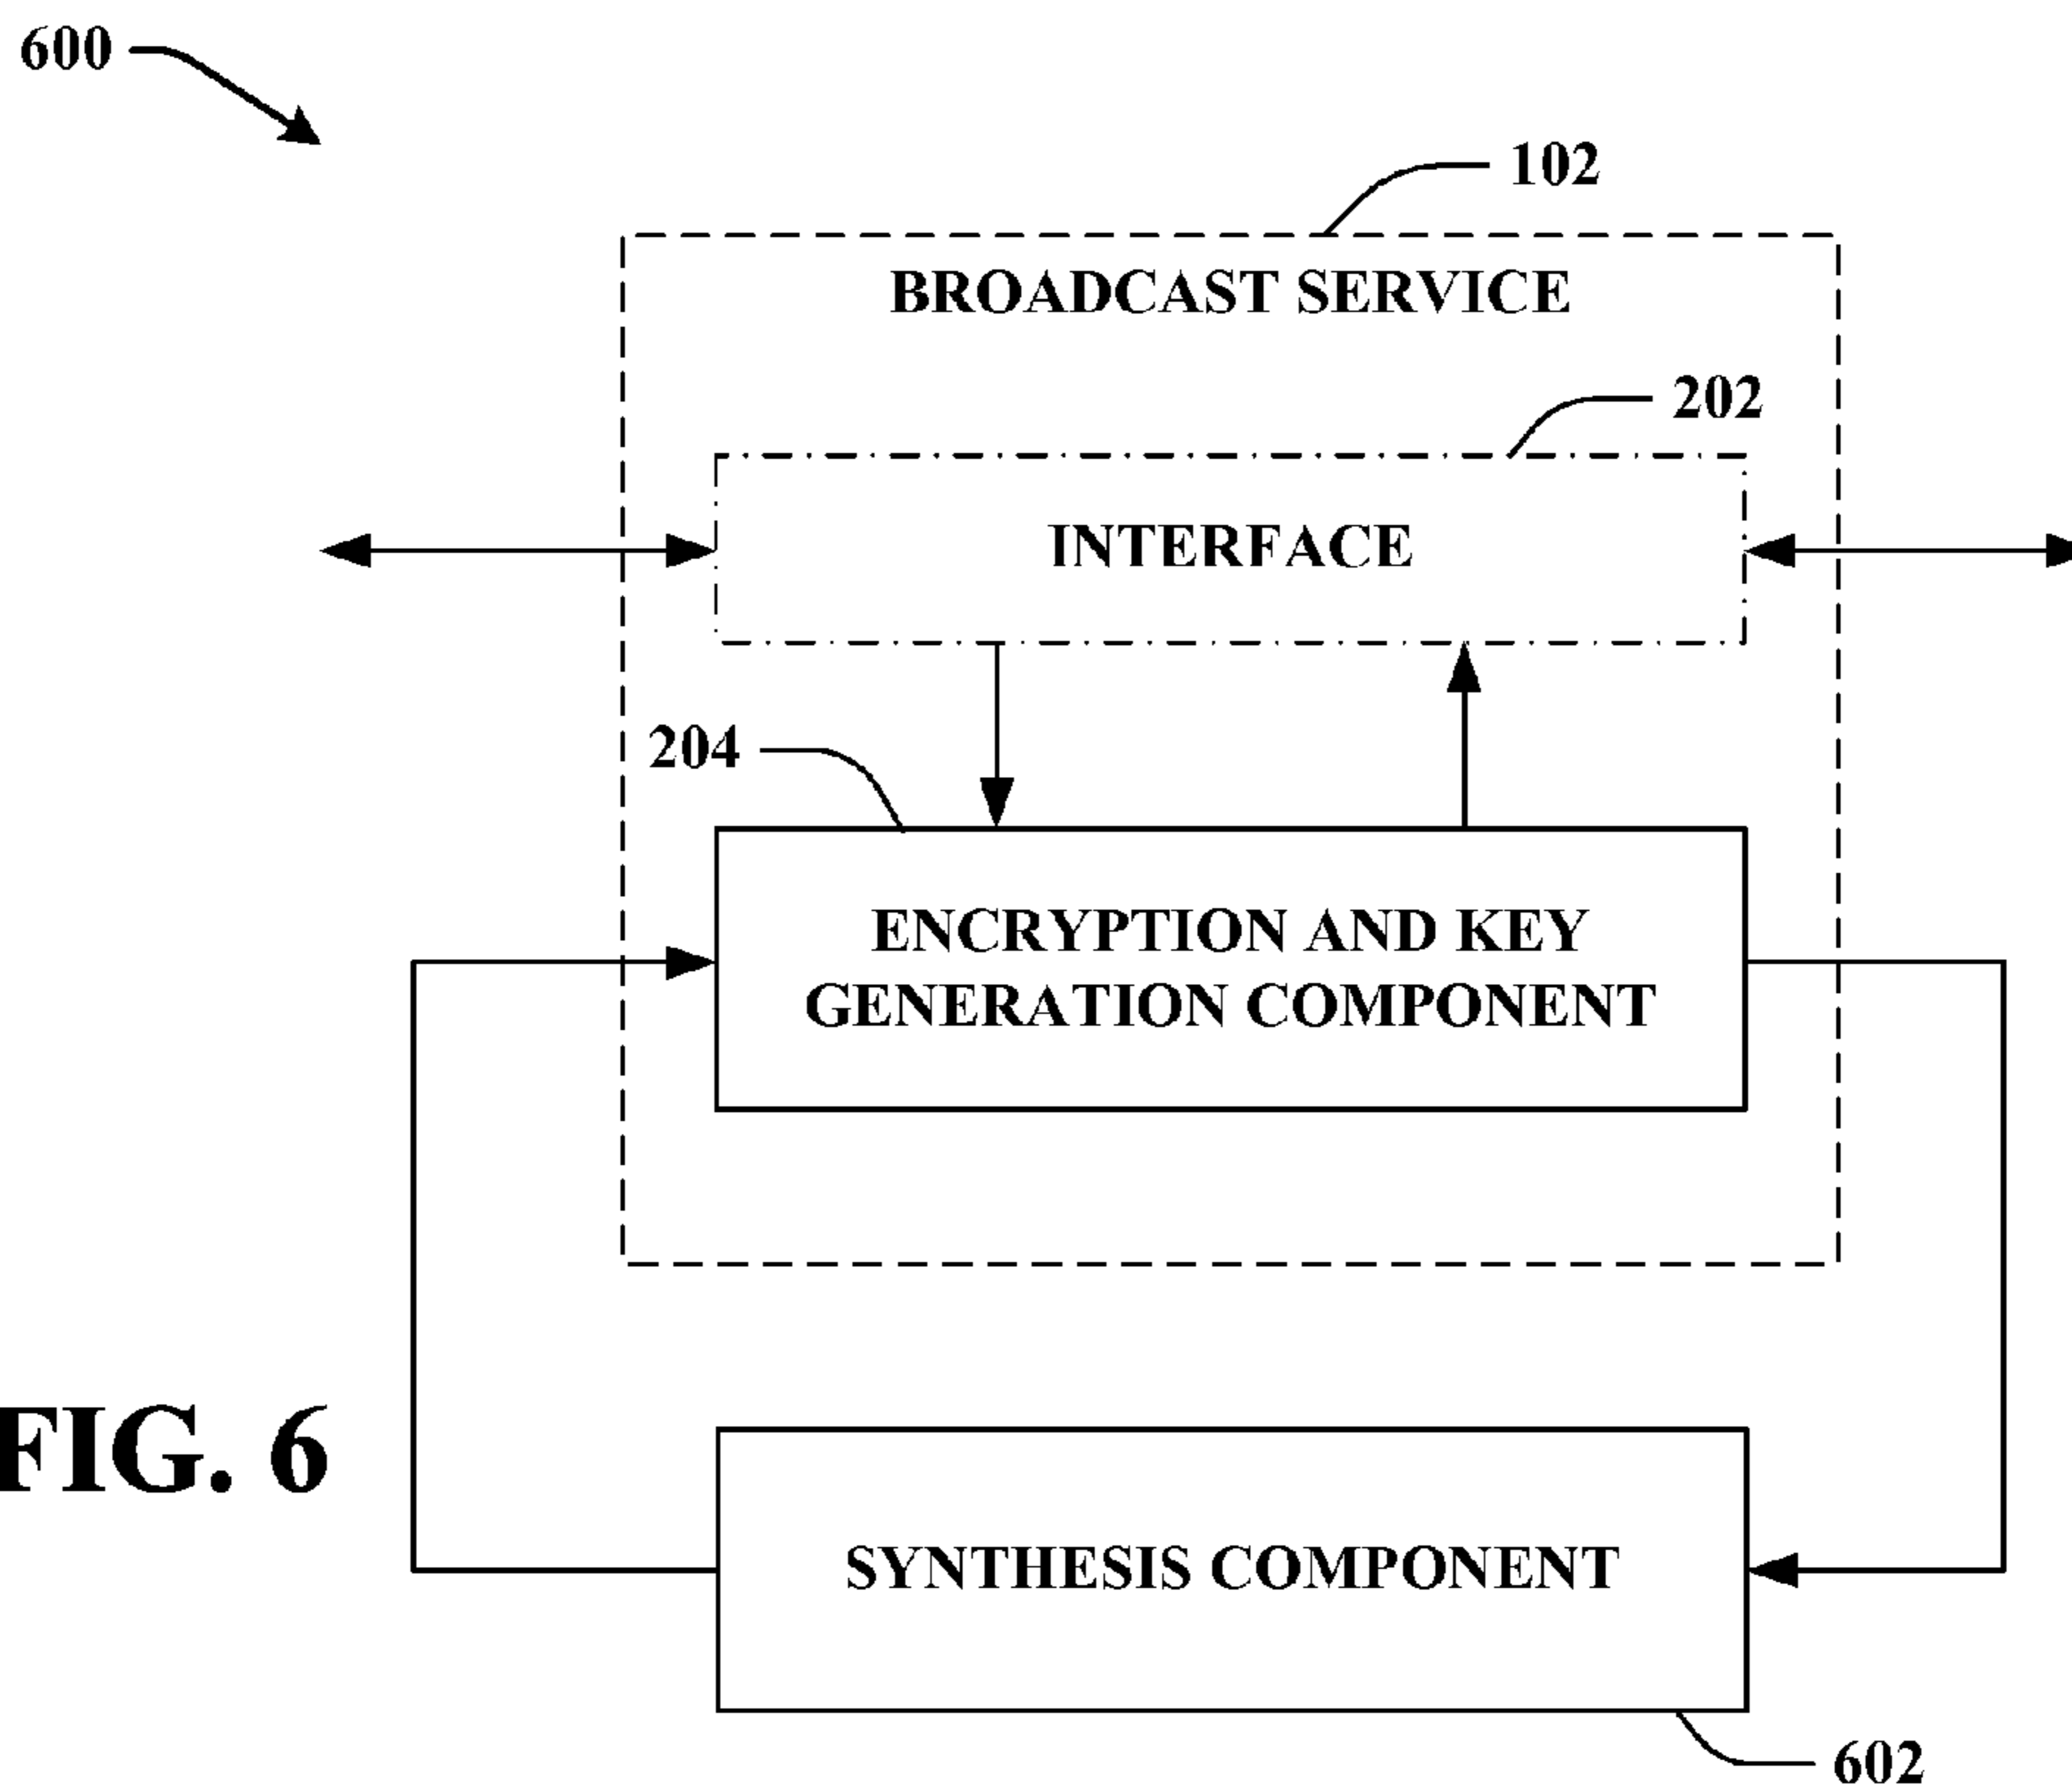 600
102
BROADCAST SERVICE
202
INTERFACE
204
ENCRYPTION AND KEY
GENERATION COMPONENT
FIG. 6
SYNTHESIS COMPONENT
602